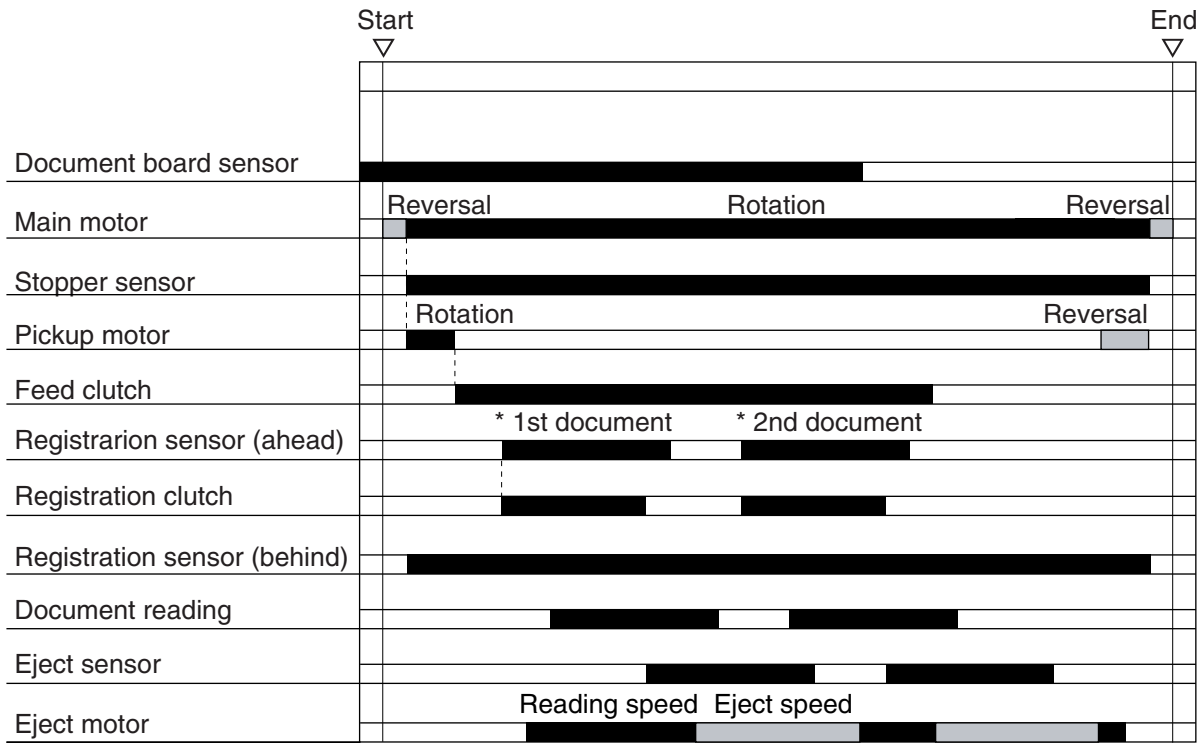 Start End
Document board sensor
Reversal Rotation Reversal
Main motor
Stopper sensor
Rotation Reversal
Pickup motor
Feed clutch
* 1st document * 2nd document
Registrarion sensor (ahead)
Registration clutch
Registration sensor (behind)
Document reading
Eject sensor
Reading speed Eject speed
Eject motor